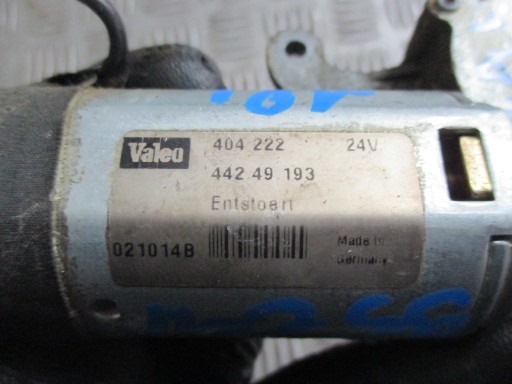 Valeo 404 222 24V
442 49 193
Entstoert
021014B Made in
Germany